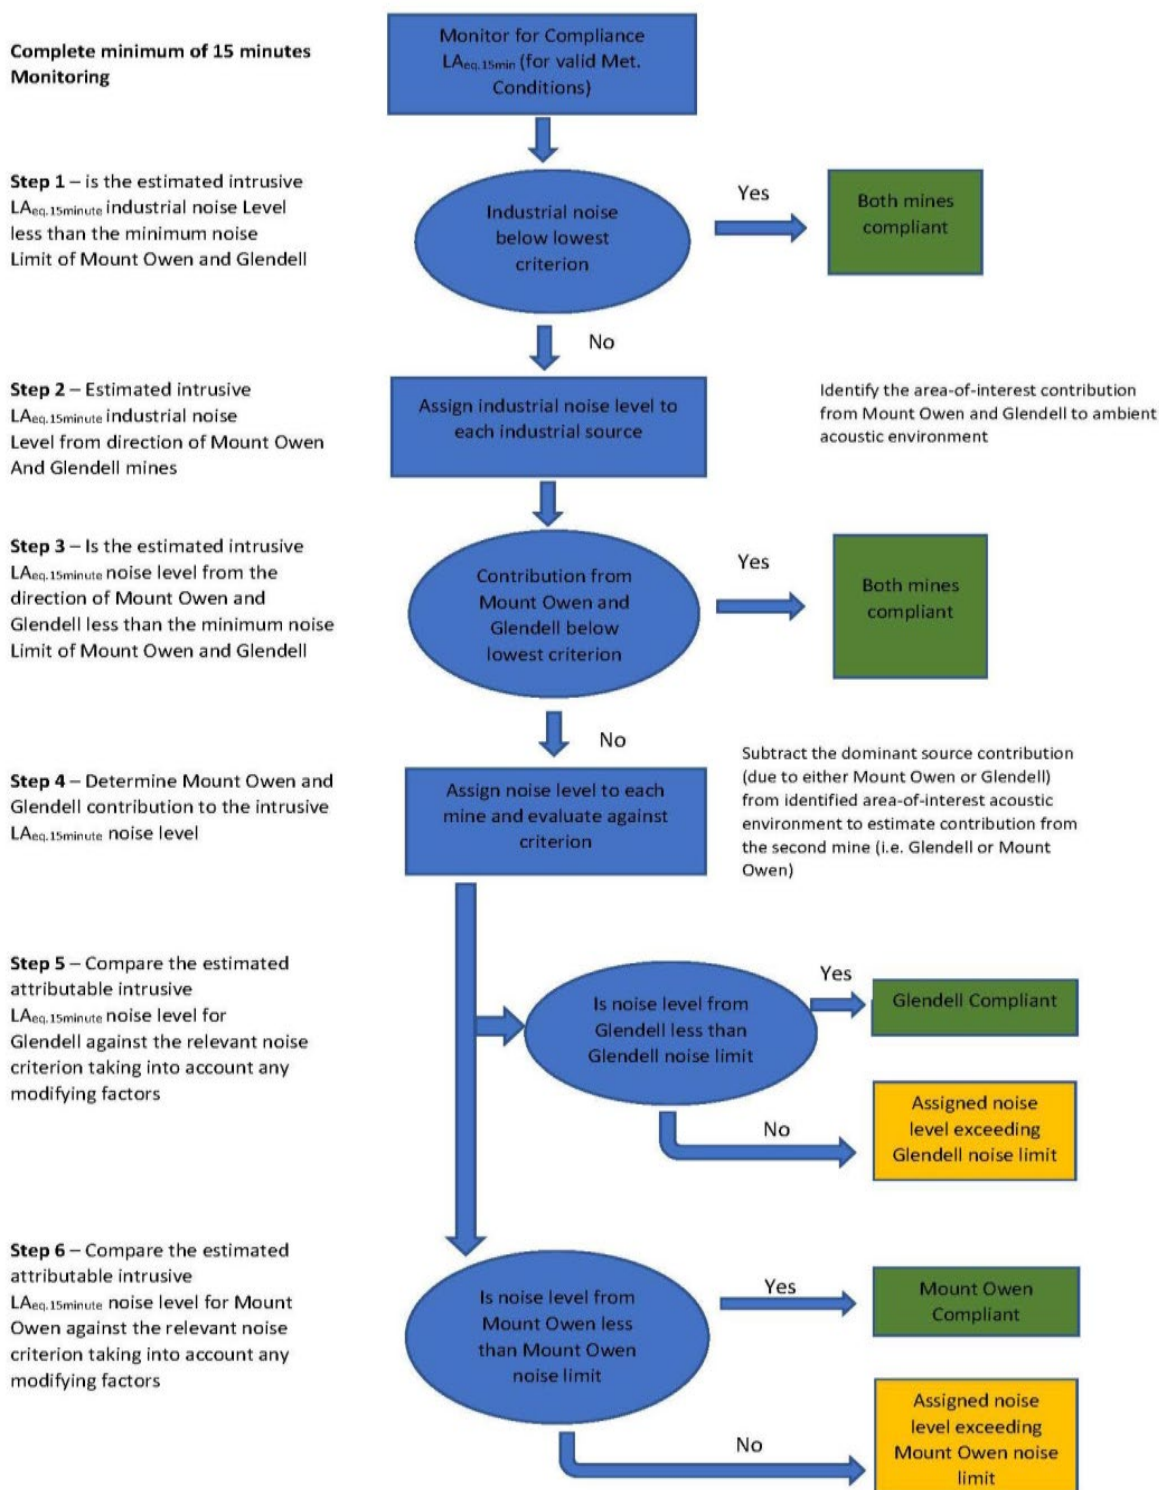 Complete minimum of 15 minutes
Monitoring
Monitor for Compliance
LAeq.15min (for valid Met.
Conditions)
Step 1 – is the estimated intrusive
LAeq.15minute industrial noise Level
less than the minimum noise
Limit of Mount Owen and Glendell
Industrial noise
below lowest
criterion
Yes
Both mines
compliant
No
Step 2 – Estimated intrusive
LAeq.15minute industrial noise
Level from direction of Mount Owen
And Glendell mines
Assign industrial noise level to
each industrial source
Identify the area-of-interest contribution
from Mount Owen and Glendell to ambient
acoustic environment
Step 3 – Is the estimated intrusive
LAeq.15minute noise level from the
direction of Mount Owen and
Glendell less than the minimum noise
Limit of Mount Owen and Glendell
Contribution from
Mount Owen and
Glendell below
lowest criterion
Yes
Both mines
compliant
No
Step 4 – Determine Mount Owen and
Glendell contribution to the intrusive
LAeq.15minute noise level
Assign noise level to each
mine and evaluate against
criterion
Subtract the dominant source contribution
(due to either Mount Owen or Glendell)
from identified area-of-interest acoustic
environment to estimate contribution from
the second mine (i.e. Glendell or Mount
Owen)
Step 5 – Compare the estimated
attributable intrusive
LAeq.15minute noise level for
Glendell against the relevant noise
criterion taking into account any
modifying factors
Is noise level from
Glendell less than
Glendell noise limit
Yes
Glendell Compliant
No
Assigned noise
level exceeding
Glendell noise limit
Step 6 – Compare the estimated
attributable intrusive
LAeq.15minute noise level for Mount
Owen against the relevant noise
criterion taking into account any
modifying factors
Is noise level from
Mount Owen less
than Mount Owen
noise limit
Yes
Mount Owen
Compliant
No
Assigned noise
level exceeding
Mount Owen noise
limit